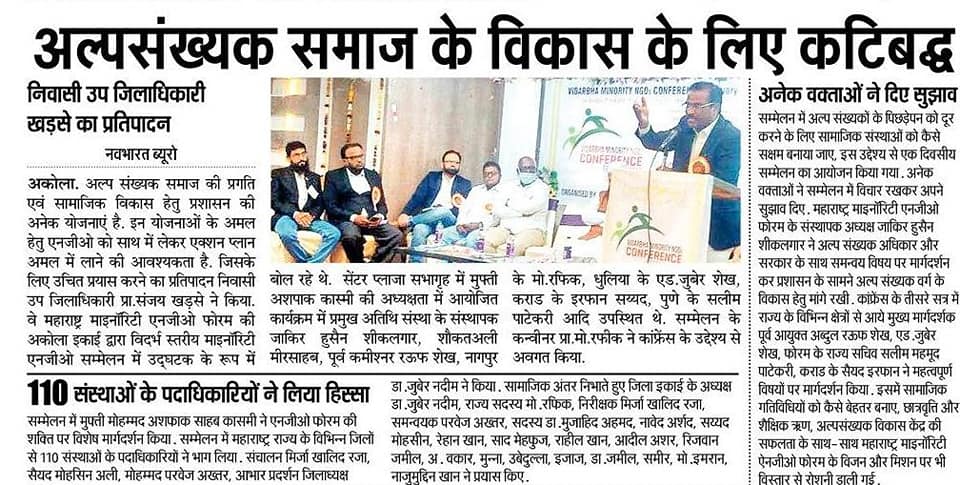 अल्पसंख्यक समाज के विकास के लिए कटिबद्ध
निवासी उप जिलाधिकारी
खड़से का प्रतिपादन
नवभारत ब्यूरो
अकोला. अल्प संख्यक समाज की प्रगति
एवं सामाजिक विकास हेतु प्रशासन की
अनेक योजनाएं है. इन योजनाओं के अमल
हेतु एनजीओ को साथ में लेकर एक्शन प्लान
अमल में लाने की आवश्यकता है. जिसके
लिए उचित प्रयास करने का प्रतिपादन निवासी
उप जिलाधिकारी प्रा.संजय खड़से ने किया.
वे महाराष्ट्र माइनॉरिटी एनजीओ फोरम की
अकोला इकाई द्वारा विदर्भ स्तरीय माइनॉरिटी
एनजीओ सम्मेलन में उद्घटक के रूप में
VIDARBHA MINORITY NGOs CONFERENCE
VIDARBHA MINORITY
CONFERENCE
ORGANISED BY
VIDARBHA MINORITY NGOs
CONFERENCE
बोल रहे थे. सेंटर प्लाजा सभागृह में मुफ्ती
अशपाक कास्मी की अध्यक्षता में आयोजित
कार्यक्रम में प्रमुख अतिथि संस्था के संस्थापक
जाकिर हुसैन शीकलगार, शौकतअली
मीरसाहब, पूर्व कमीश्नर रऊफ शेख, नागपुर
के मो.रफिक, धुलिया के एड.जुबेर शेख,
कराड के इरफान सय्यद, पुणे के सलीम
पाटेकरी आदि उपस्थित थे. सम्मेलन के
कन्वीनर प्रा.मो.रफीक ने कांफ्रेंस के उद्देश्य से
अवगत किया.
110 संस्थाओं के पदाधिकारियों ने लिया हिस्सा
सम्मेलन में मुफ्ती मोहम्मद अशफाक साहब कासमी ने एनजीओ फोरम की
शक्ति पर विशेष मार्गदर्शन किया. सम्मेलन में महाराष्ट्र राज्य के विभिन्न जिलों
से 110 संस्थाओं के पदाधिकारियों ने भाग लिया. संचालन मिर्जा खालिद रजा,
सैयद मोहसिन अली, मोहम्मद परवेज अख्तर, आभार प्रदर्शन जिलाध्यक्ष
डा.जुबेर नदीम ने किया. सामाजिक अंतर निभाते हुए जिला इकाई के अध्यक्ष
डा.जुबेर नदीम, राज्य सदस्य मो.रफिक, निरीक्षक मिर्जा खालिद रजा,
समन्वयक परवेज अख्तर, सदस्य डा.मुजाहिद अहमद, नावेद अर्शद, सय्यद
मोहसीन, रेहान खान, साद मेहफुज, राहील खान, आदील अशर, रिजवान
जमील, अ.वकार, मुन्ना, उबेदुल्ला, इजाज, डा.जमील, समीर, मो.इमरान,
नाजुमुद्दिन खान ने प्रयास किए.
अनेक वक्ताओं ने दिए सुझाव
सम्मेलन में अल्प संख्यकों के पिछड़ेपन को दूर
करने के लिए सामाजिक संस्थाओं को कैसे
सक्षम बनाया जाए, इस उद्देश्य से एक दिवसीय
सम्मेलन का आयोजन किया गया. अनेक
वक्ताओं ने सम्मेलन में विचार रखकर अपने
सुझाव दिए. महाराष्ट्र माइनॉरिटी एनजीओ
फोरम के संस्थापक अध्यक्ष जाकिर हुसैन
शीकलगार ने अल्प संख्यक अधिकार और
सरकार के साथ समन्वय विषय पर मार्गदर्शन
कर प्रशासन के सामने अल्प संख्यक वर्ग के
विकास हेतु मांगे रखी. कांफ्रेंस के तीसरे सत्र में
राज्य के विभिन्न क्षेत्रों से आये मुख्य मार्गदर्शक
पूर्व आयुक्त अब्दुल रऊफ शेख, एड.जुबेर
शेख, फोरम के राज्य सचिव सलीम महमूद
पाटेकरी, कराड के सैयद इरफान ने महत्वपूर्ण
विषयों पर मार्गदर्शन किया. इसमें सामाजिक
गतिविधियों को कैसे बेहतर बनाए, छात्रवृत्ति और
शैक्षिक ऋण, अल्पसंख्यक विकास केंद्र की
सफलता के साथ-साथ महाराष्ट्र माइनॉरिटी
एनजीओ फोरम के विजन और मिशन पर भी
विस्तार से रोशनी डाली गई.